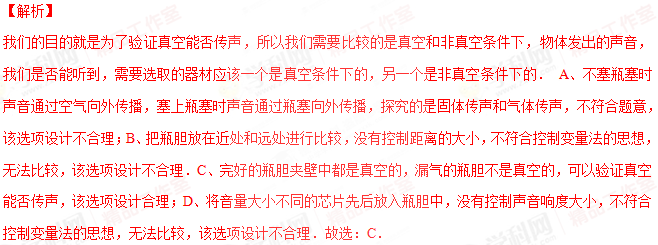 【解析】
我们的目的就是为了验证真空能否传声，所以我们需要比较的是真空和非真空条件下，物体发出的声音，
我们是否能听到，需要选取的器材应该一个是真空条件下的，另一个是非真空条件下的． A、不塞瓶塞时
声音通过空气向外传播，塞上瓶塞时声音通过瓶塞向外传播，探究的是固体传声和气体传声，不符合题意，
该选项设计不合理；B、把瓶胆放在近处和远处进行比较，没有控制距离的大小，不符合控制变量法的思想，
无法比较，该选项设计不合理．C、完好的瓶胆夹壁中都是真空的，漏气的瓶胆不是真空的，可以验证真空
能否传声，该选项设计合理；D、将音量大小不同的芯片先后放入瓶胆中，没有控制声音响度大小，不符合
控制变量法的思想，无法比较，该选项设计不合理．故选：C．